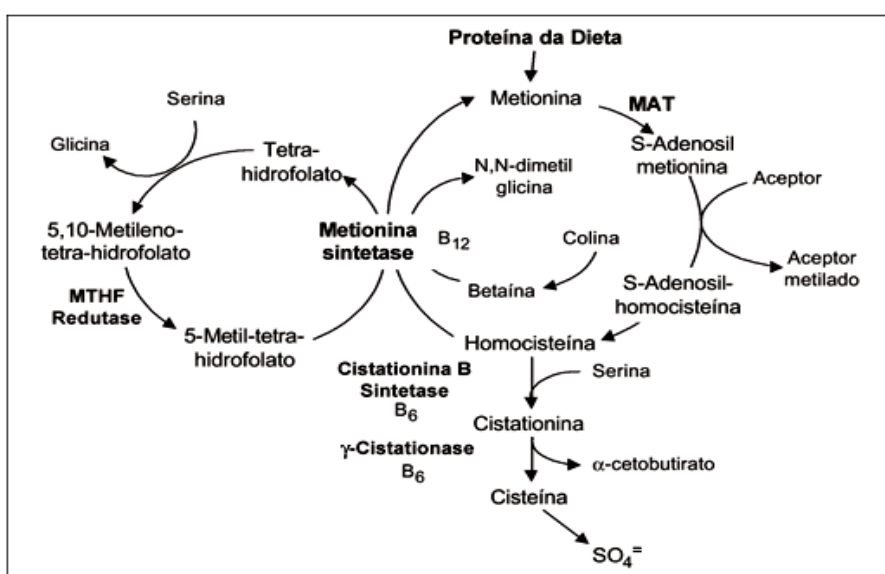 Proteína da Dieta
Metionina
MAT
Serina
Glicina
Tetra-
hidrofolato
S-Adenosil
metionina
N,N-dimetil
glicina
Aceptor
5,10-Metileno-
tetra-hidrofolato
Metionina
sintetase
B12
Colina
Aceptor
metilado
MTHF
Redutase
Betaína
S-Adenosil-
homocisteína
5-Metil-tetra-
hidrofolato
Homocisteína
Cistationina B
Sintetase
B6
Serina
Cistationina
γ-Cistationase
B6
α-cetobutirato
Cisteína
SO4=